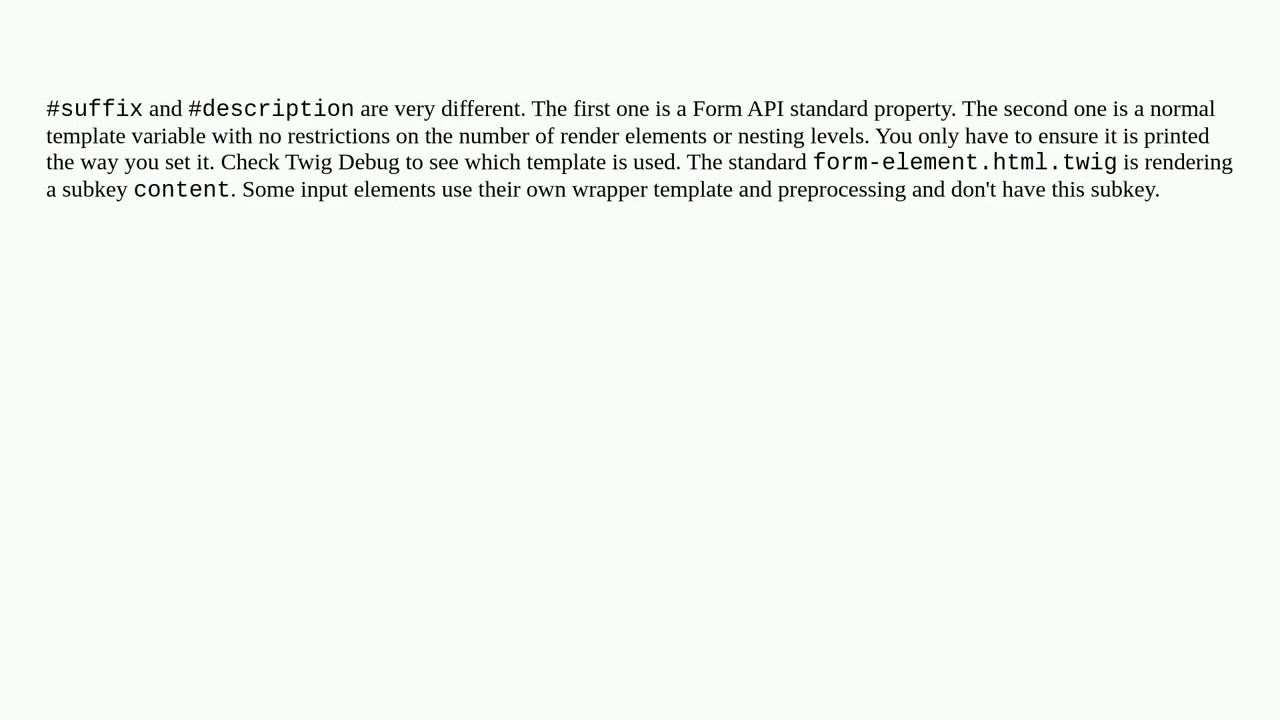 #suffix and #description are very different. The first one is a Form API standard property. The second one is a normal
template variable with no restrictions on the number of render elements or nesting levels. You only have to ensure it is printed
the way you set it. Check Twig Debug to see which template is used. The standard form-element.html.twig is rendering
a subkey content. Some input elements use their own wrapper template and preprocessing and don't have this subkey.